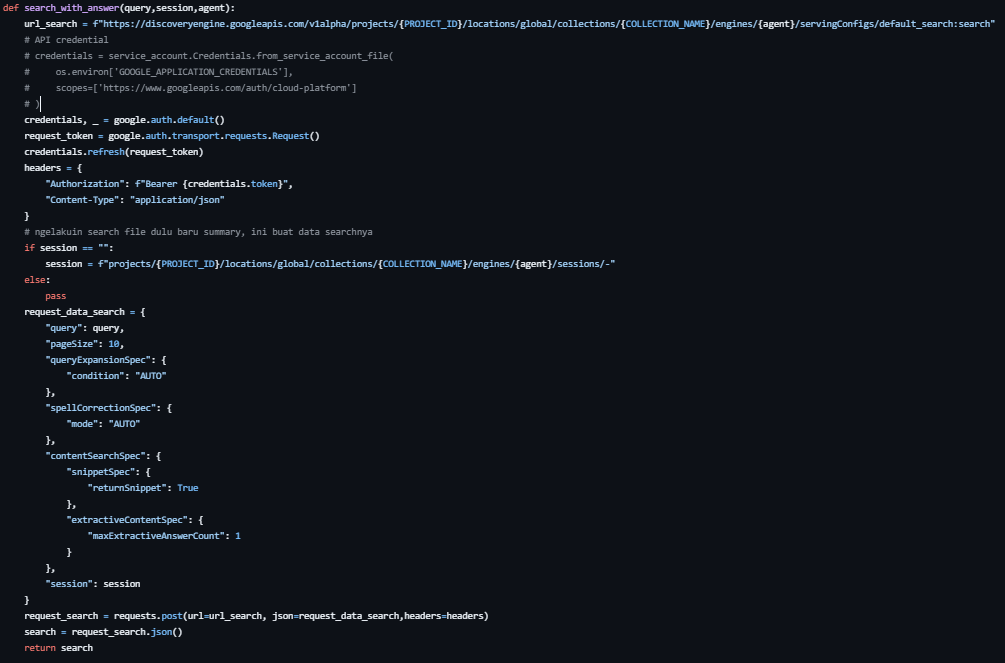 def search_with_answer(query,session,agent):
    url_search = f"https://discoveryengine.googleapis.com/v1alpha/projects/{PROJECT_ID}/locations/global/collections/{COLLECTION_NAME}/engines/{agent}/servingConfigs/default_search:search"
    # API credential
    # credentials = service_account.Credentials.from_service_account_file(
    #     os.environ['GOOGLE_APPLICATION_CREDENTIALS'],
    #     scopes=['https://www.googleapis.com/auth/cloud-platform']
    # )
    credentials, _ = google.auth.default()
    request_token = google.auth.transport.requests.Request()
    credentials.refresh(request_token)
    headers = {
        "Authorization": f"Bearer {credentials.token}",
        "Content-Type": "application/json"
    }
    # ngelakuin search file dulu baru summary, ini buat data searchnya
    if session == "":
        session = f"projects/{PROJECT_ID}/locations/global/collections/{COLLECTION_NAME}/engines/{agent}/sessions/-"
    else:
        pass
    request_data_search = {
        "query": query,
        "pageSize": 10,
        "queryExpansionSpec": {
            "condition": "AUTO"
        },
        "spellCorrectionSpec": {
            "mode": "AUTO"
        },
        "contentSearchSpec": {
            "snippetSpec": {
                "returnSnippet": True
            },
            "extractiveContentSpec": {
                "maxExtractiveAnswerCount": 1
            }
        },
        "session": session
    }
    request_search = requests.post(url=url_search, json=request_data_search,headers=headers)
    search = request_search.json()
    return search